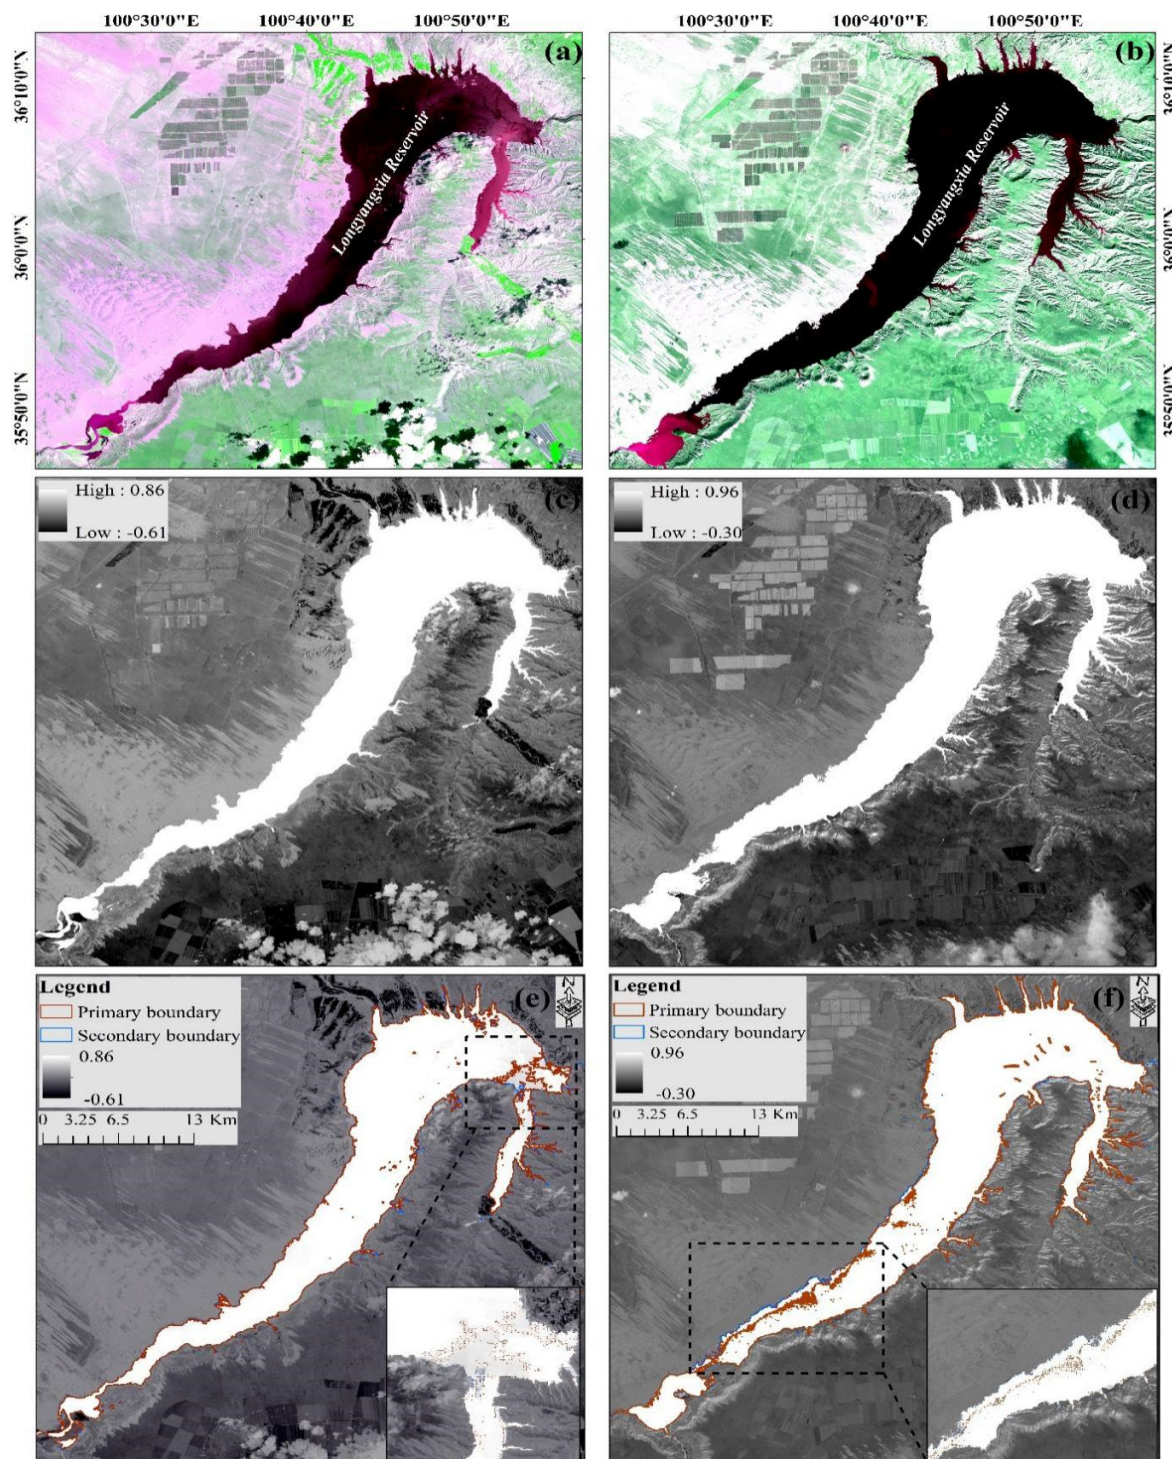 100°30'0"E 100°40'0"E 100°50'0"E
100°30'0"E 100°40'0"E 100°50'0"E
36°10'0"N
36°0'0"N
35°50'0"N
(a)
Longyangxia Reservoir
(b)
Longyangxia Reservoir
36°10'0"N
36°0'0"N
35°50'0"N
High : 0.86
Low : -0.61
(c)
High : 0.96
Low : -0.30
(d)
Legend
Primary boundary
Secondary boundary
0.86
-0.61
0 3.25 6.5 13 Km
(e)
N
Legend
Primary boundary
Secondary boundary
0.96
-0.30
0 3.25 6.5 13 Km
(f)
N